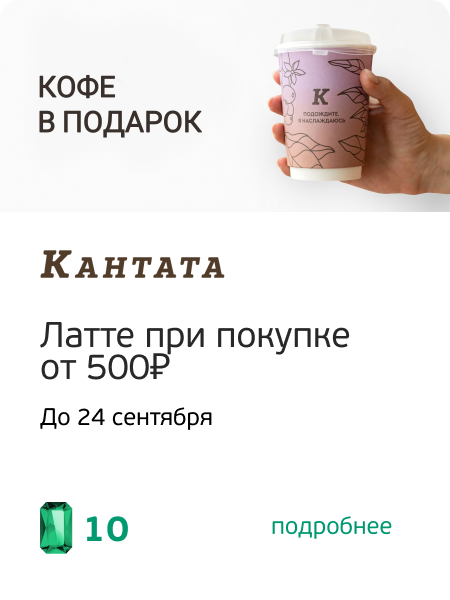 КОФЕ
В ПОДАРОК
К
ПОДОЖДИТЕ,
Я НАСЛАЖДАЮСЬ
КАНТАТА
Латте при покупке
от 500₽
До 24 сентября
10
подробнее